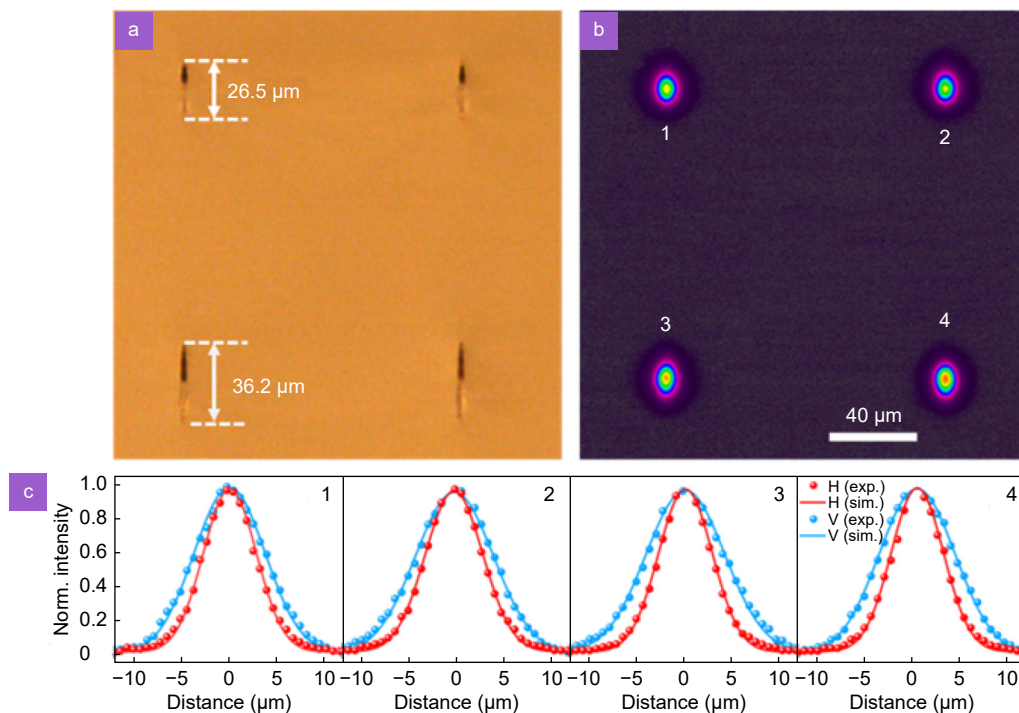 a
26.5 µm
36.2 µm
b
1
2
3
4
40 µm
c
Norm. intensity
1.0
0.8
0.6
0.4
0.2
0
1
2
3
4
H (exp.)
H (sim.)
V (exp.)
V (sim.)
−10 −5 0 5 10
−10 −5 0 5 10
−10 −5 0 5 10
−10 −5 0 5 10
Distance (µm)
Distance (µm)
Distance (µm)
Distance (µm)